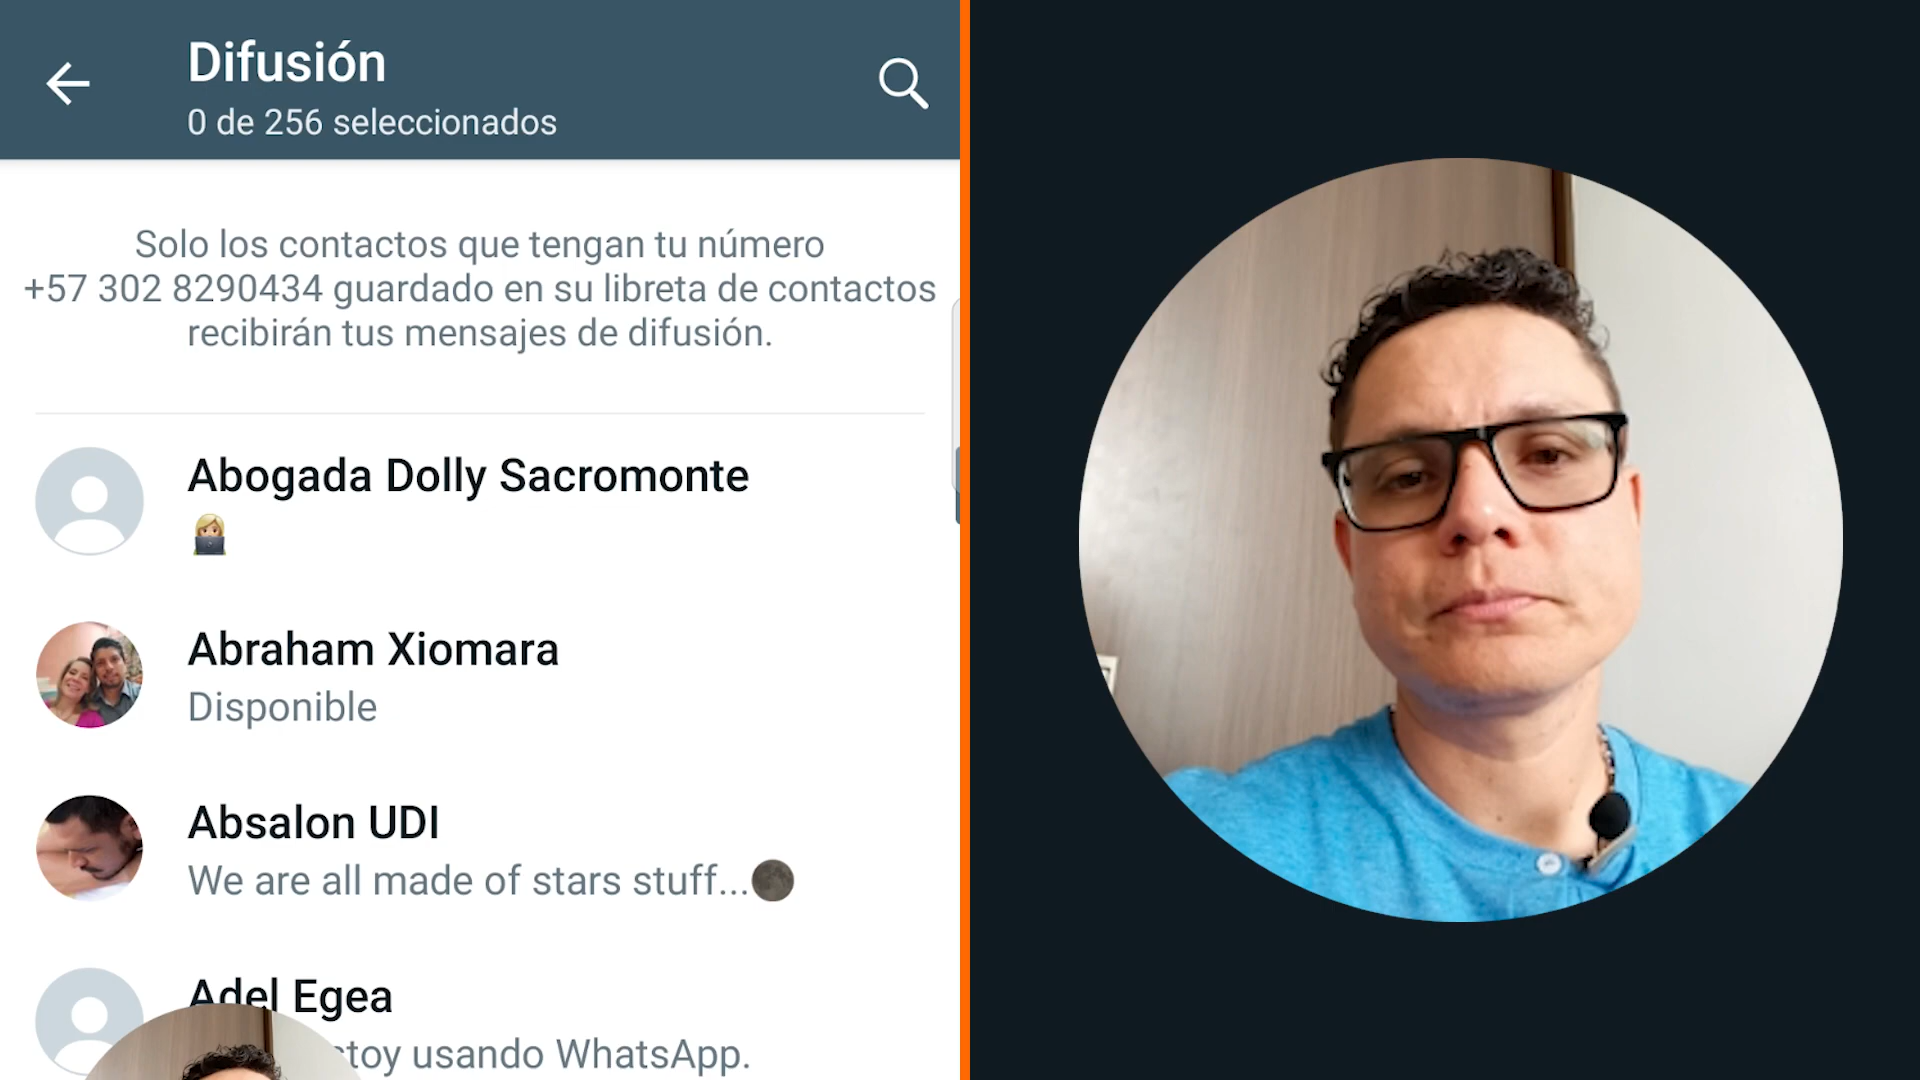 Difusión
0 de 256 seleccionados
Solo los contactos que tengan tu número
+57 302 8290434 guardado en su libreta de contactos
recibirán tus mensajes de difusión.
Abogada Dolly Sacromonte
Abraham Xiomara
Disponible
Absalon UDI
We are all made of stars stuff...
Adel Egea
usando WhatsApp.